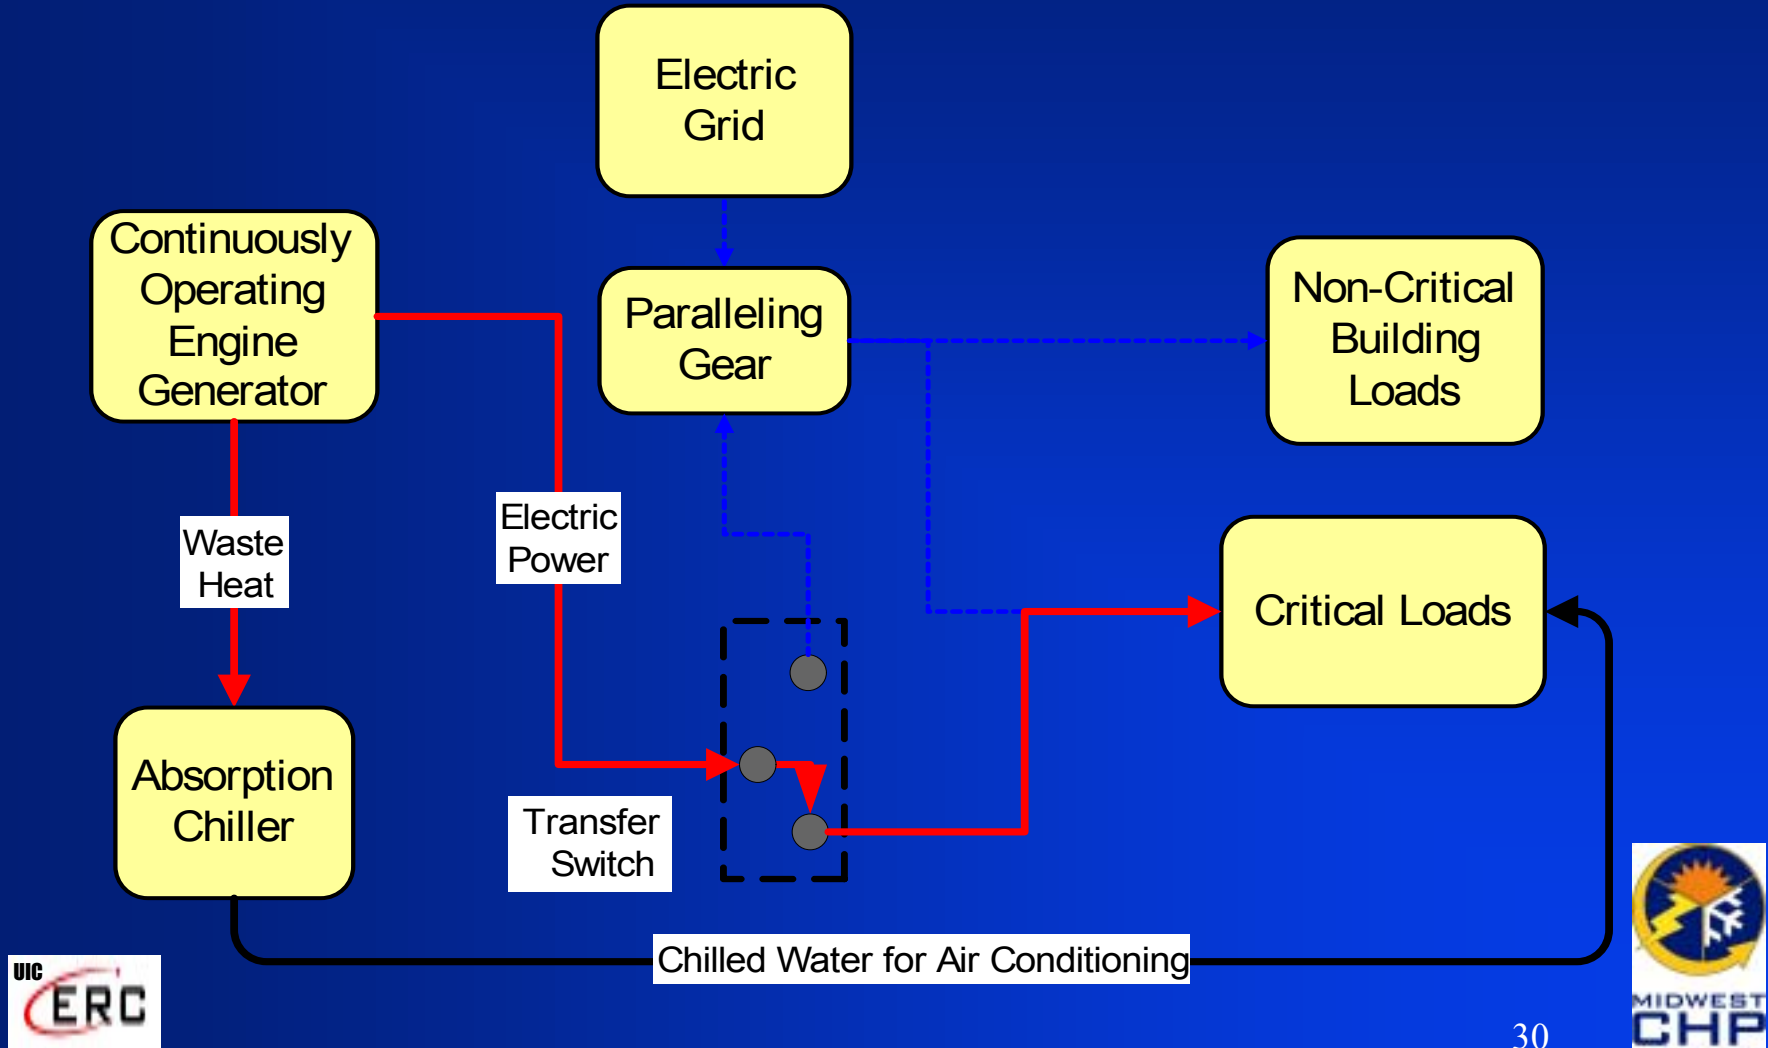 Electric
Grid
Continuously
Operating
Engine
Generator
Paralleling
Gear
Non-Critical
Building
Loads
Electric
Power
Waste
Heat
Critical Loads
Absorption
Chiller
Transfer
Switch
Chilled Water for Air Conditioning
UIC
ERC
MIDWEST
CHP
30